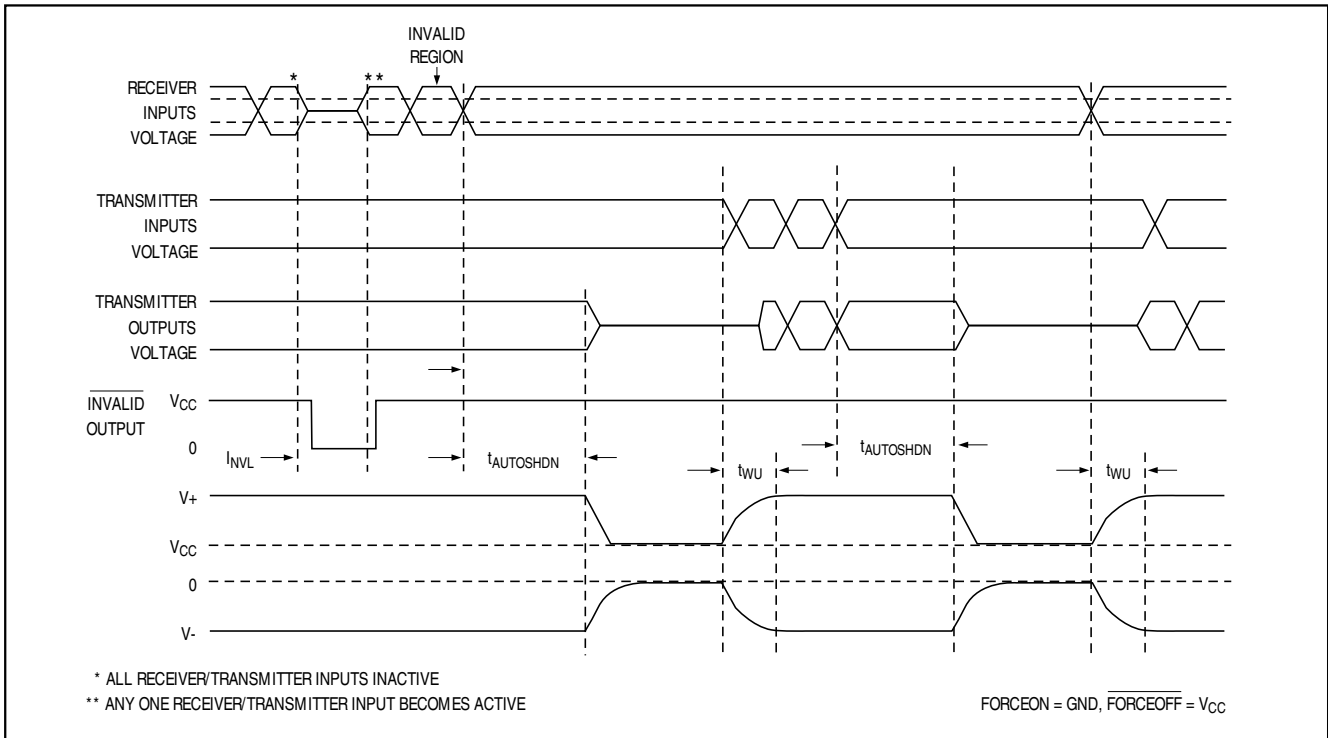 INVALID
REGION
* **
RECEIVER
INPUTS
VOLTAGE
TRANSMITTER
INPUTS
VOLTAGE
TRANSMITTER
OUTPUTS
VOLTAGE
INVALID
OUTPUT
VCC
0
INVL
tAUTOSHDN
tWU
tAUTOSHDN
tWU
V+
VCC
0
V-
* ALL RECEIVER/TRANSMITTER INPUTS INACTIVE
** ANY ONE RECEIVER/TRANSMITTER INPUT BECOMES ACTIVE
FORCEON = GND, FORCEOFF = VCC